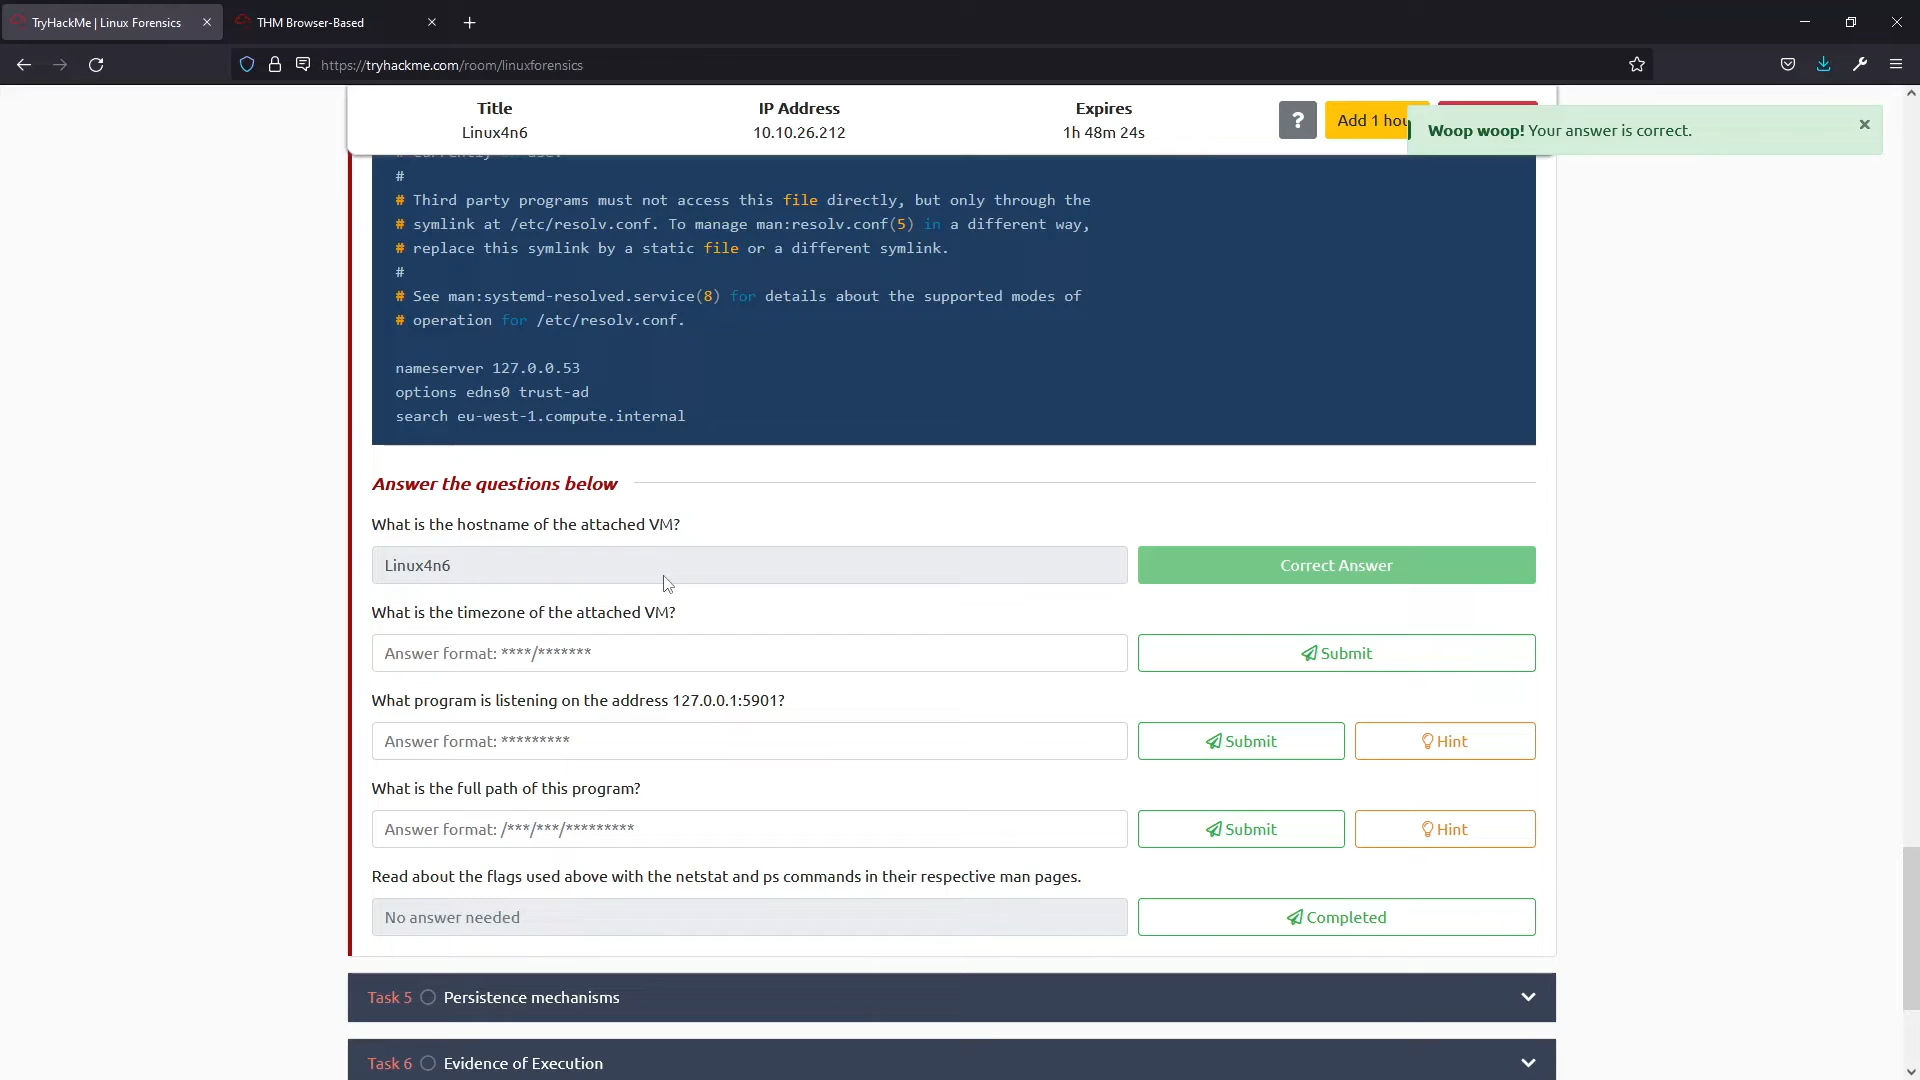 TryHackMe | Linux Forensics
THM Browser-Based
https://tryhackme.com/room/linuxforensics
Title
Linux4n6
IP Address
10.10.26.212
Expires
1h 48m 24s
?
Add 1 hou
Woop woop! Your answer is correct.
#
# Third party programs must not access this file directly, but only through the
# symlink at /etc/resolv.conf. To manage man:resolv.conf(5) in a different way,
# replace this symlink by a static file or a different symlink.
#
# See man:systemd-resolved.service(8) for details about the supported modes of
# operation for /etc/resolv.conf.
nameserver 127.0.0.53
options edns0 trust-ad
search eu-west-1.compute.internal
Answer the questions below
What is the hostname of the attached VM?
Linux4n6
Correct Answer
What is the timezone of the attached VM?
Answer format: ****/*******
Submit
What program is listening on the address 127.0.0.1:5901?
Answer format: *********
Submit
Hint
What is the full path of this program?
Answer format: /***/***/*********
Submit
Hint
Read about the flags used above with the netstat and ps commands in their respective man pages.
No answer needed
Completed
Task 5 Persistence mechanisms
Task 6 Evidence of Execution